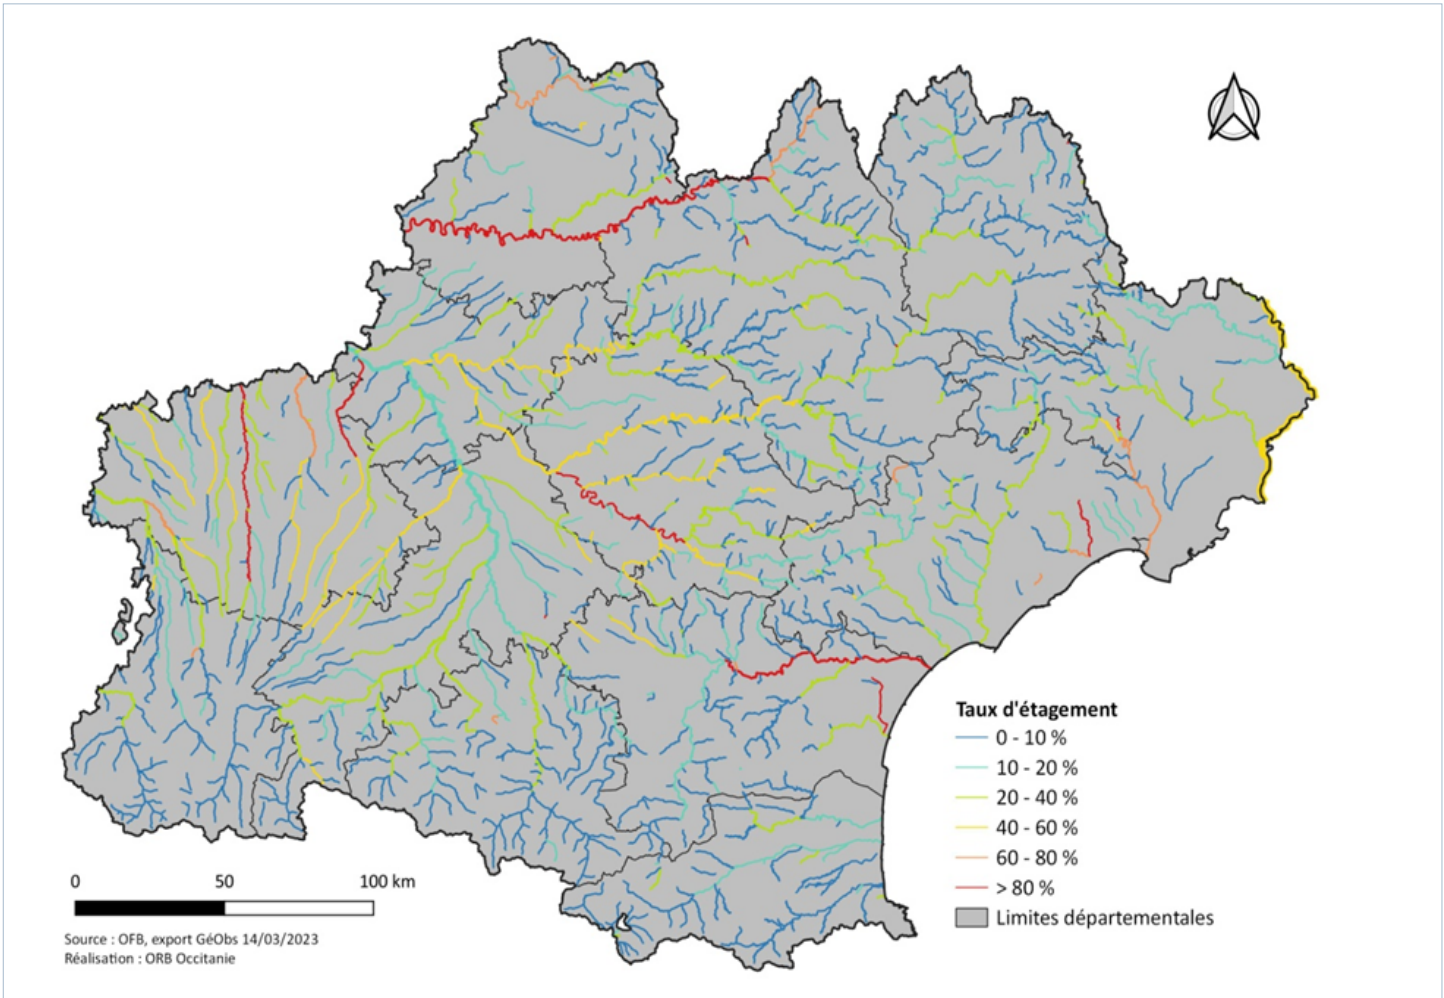 Taux d'étagement
0 - 10 %
10 - 20 %
20 - 40 %
40 - 60 %
60 - 80 %
> 80 %
Limites départementales
0 50 100 km
Source : OFB, export GéObs 14/03/2023
Réalisation : ORB Occitanie